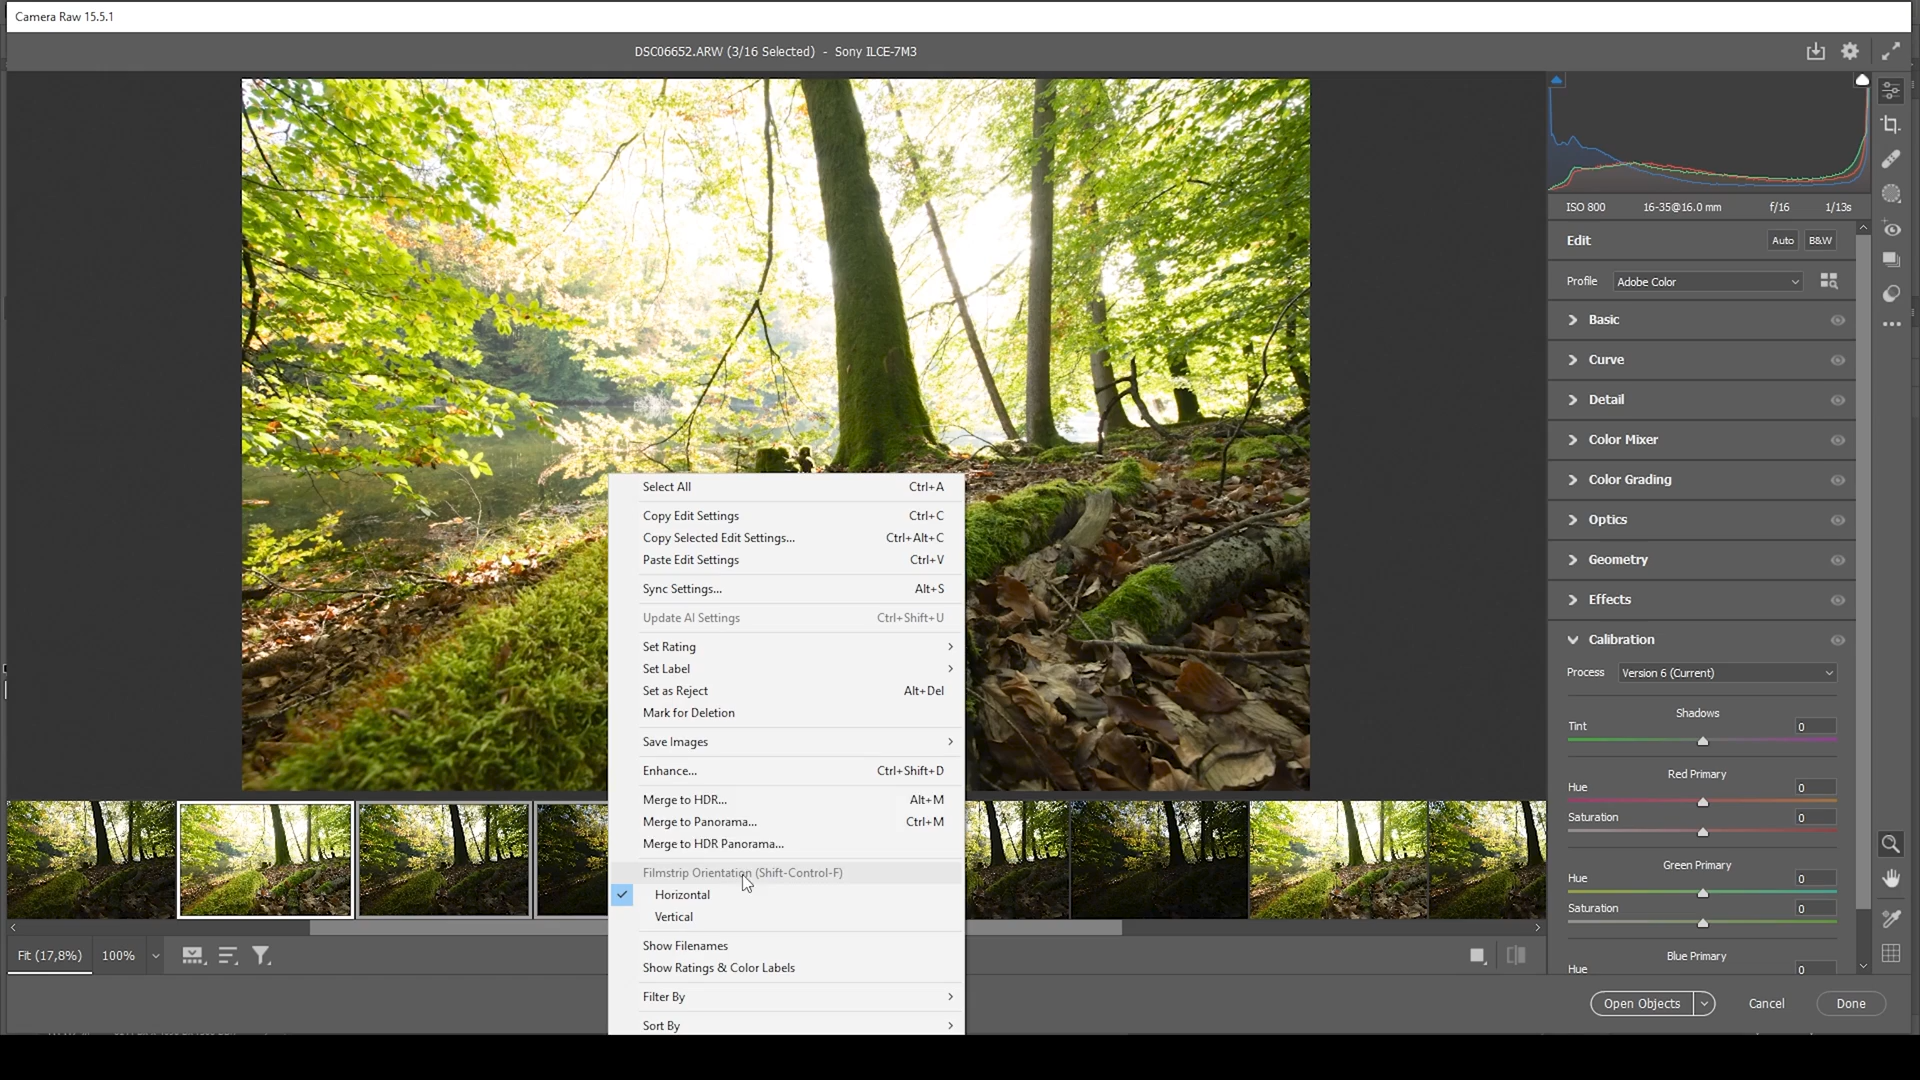 Camera Raw 15.5.1
DSC06652.ARW (3/16 Selected) - Sony ILCE-7M3
ISO 800 16-35@16.0 mm f/16 1/13s
Edit Auto B&W
Profile Adobe Color
Basic
Curve
Detail
Color Mixer
Color Grading
Optics
Geometry
Effects
Calibration
Process Version 6 (Current)
Shadows
Tint 0
Red Primary
Hue 0
Saturation 0
Green Primary
Hue 0
Saturation 0
Blue Primary
Hue 0
Select All Ctrl+A
Copy Edit Settings Ctrl+C
Copy Selected Edit Settings... Ctrl+Alt+C
Paste Edit Settings Ctrl+V
Sync Settings... Alt+S
Update AI Settings Ctrl+Shift+U
Set Rating
Set Label
Set as Reject Alt+Del
Mark for Deletion
Save Images
Enhance... Ctrl+Shift+D
Merge to HDR... Alt+M
Merge to Panorama... Ctrl+M
Merge to HDR Panorama...
Filmstrip Orientation (Shift-Control-F)
Horizontal
Vertical
Show Filenames
Show Ratings & Color Labels
Filter By
Sort By
Fit (17,8%) 100%
Open Objects Cancel Done